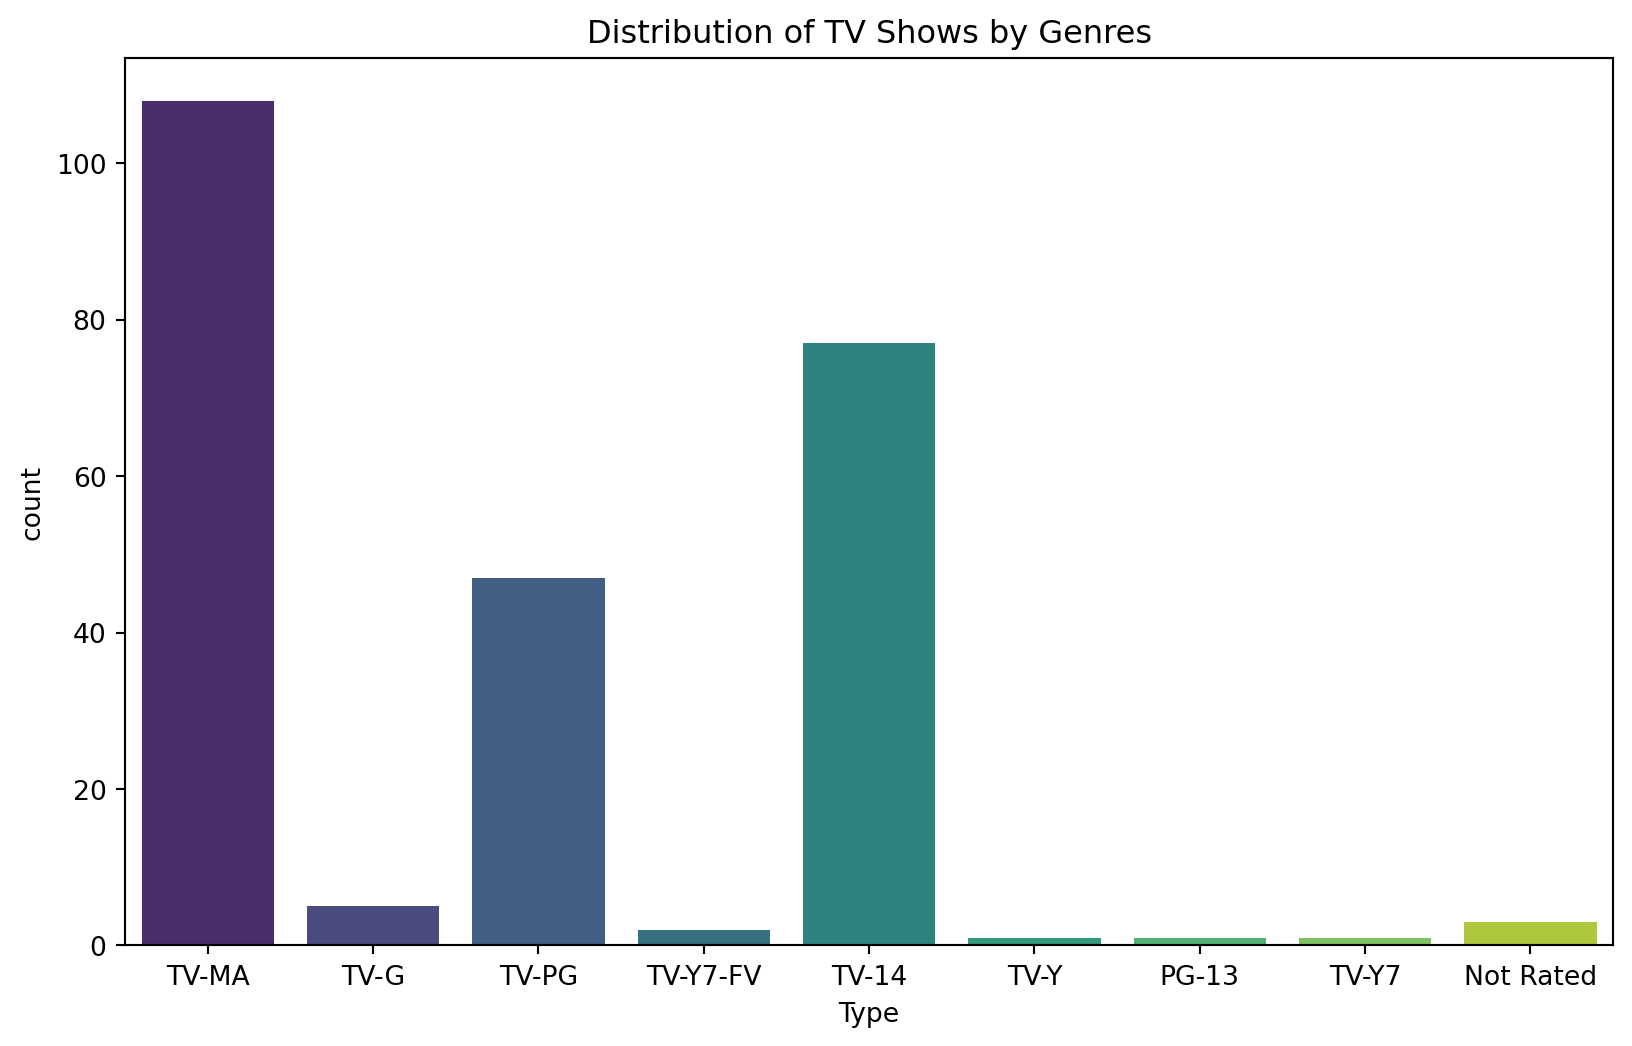 Distribution of TV Shows by Genres
100
80
60
40
20
0
count
TV-MA
TV-G
TV-PG
TV-Y7-FV
TV-14
TV-Y
PG-13
TV-Y7
Not Rated
Type